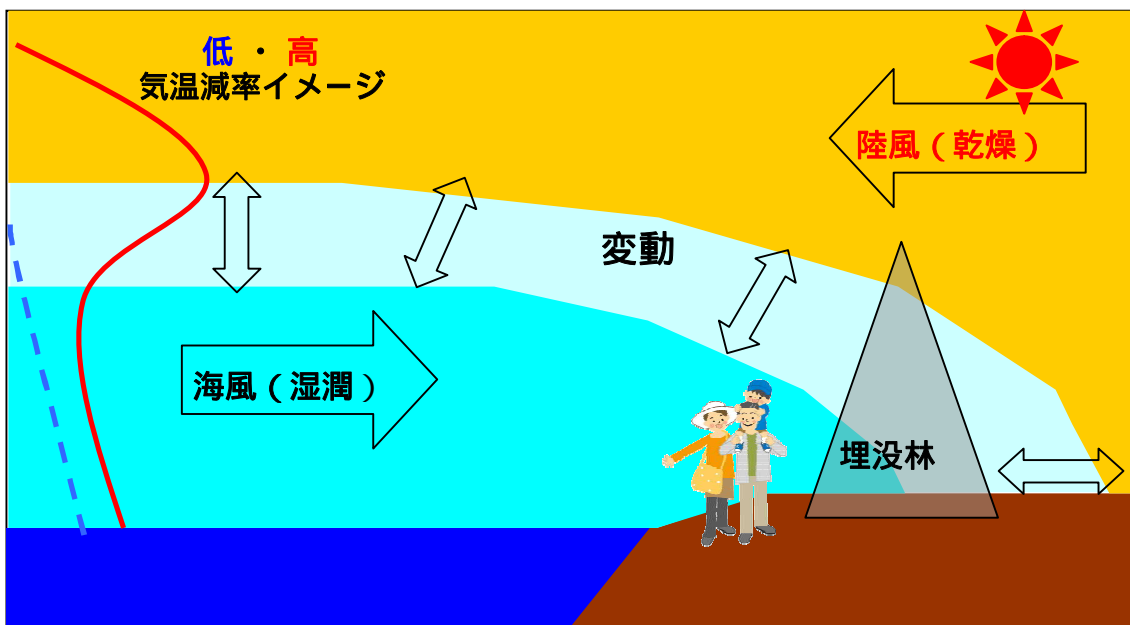 低 ・ 高
気温減率イメージ
陸風（乾燥）
変動
海風（湿潤）
埋没林